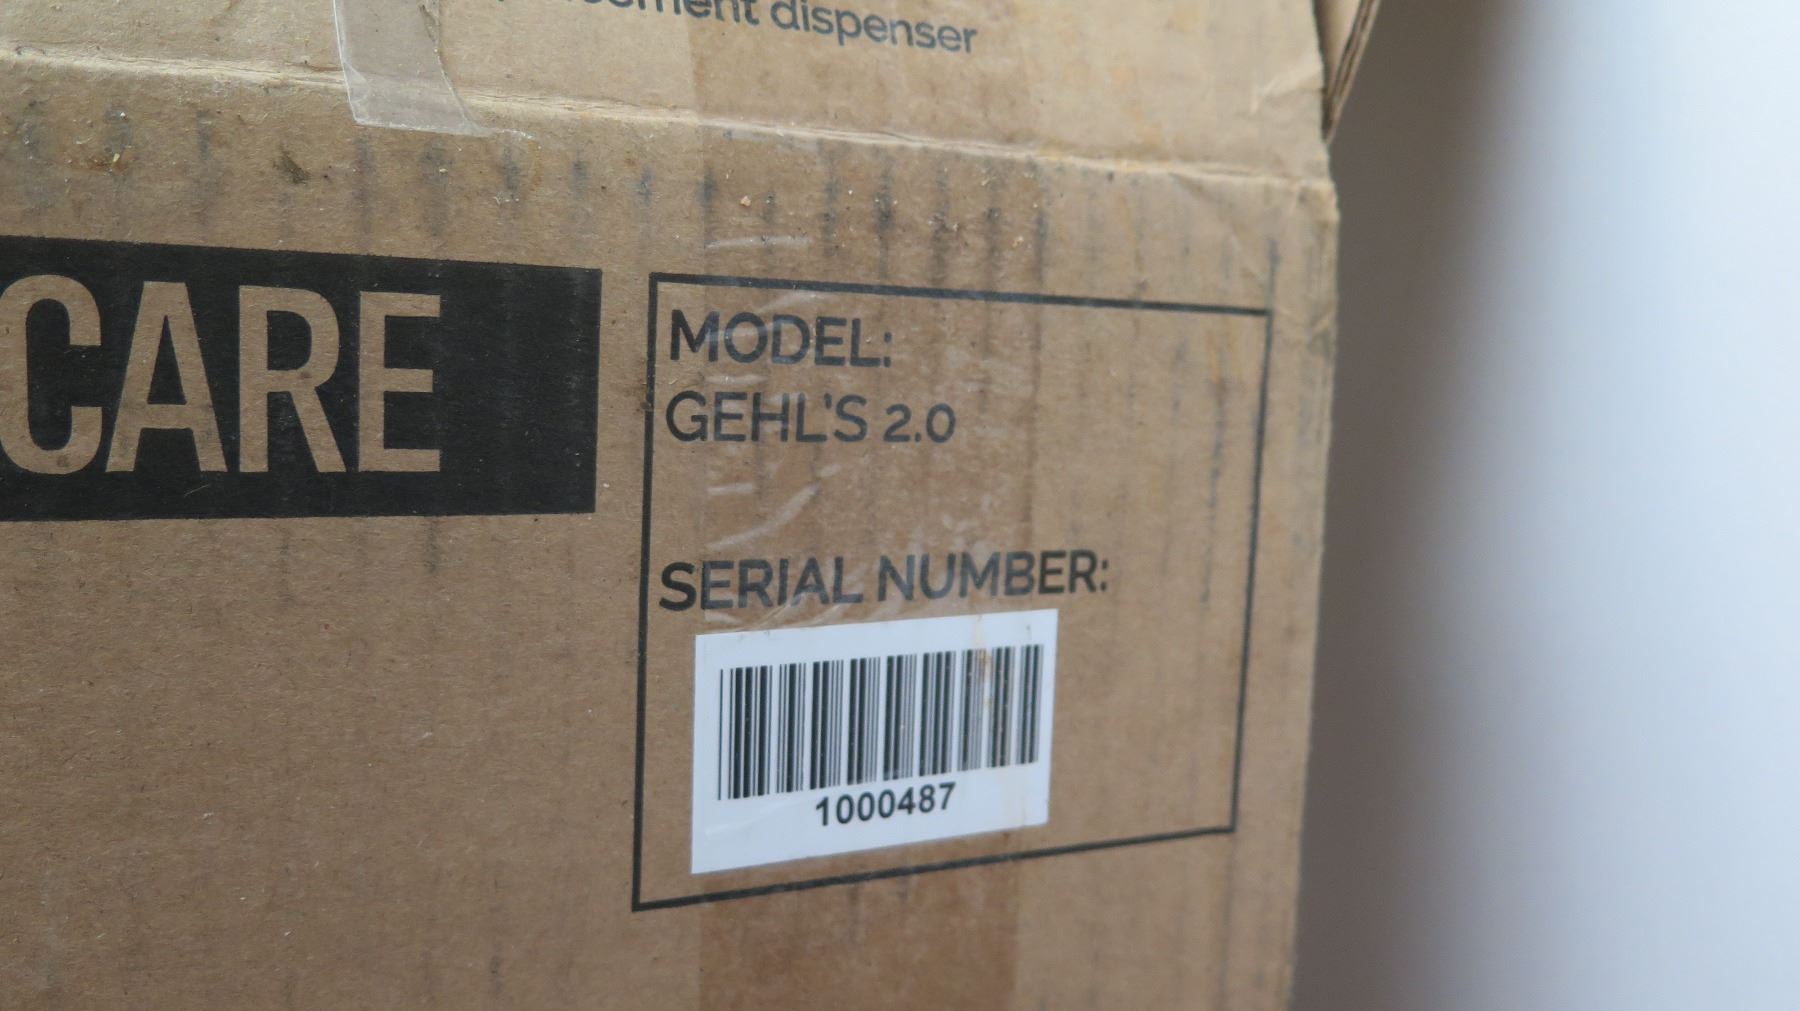 dispenser
CARE
MODEL:
GEHL'S 2.0
SERIAL NUMBER:
1000487